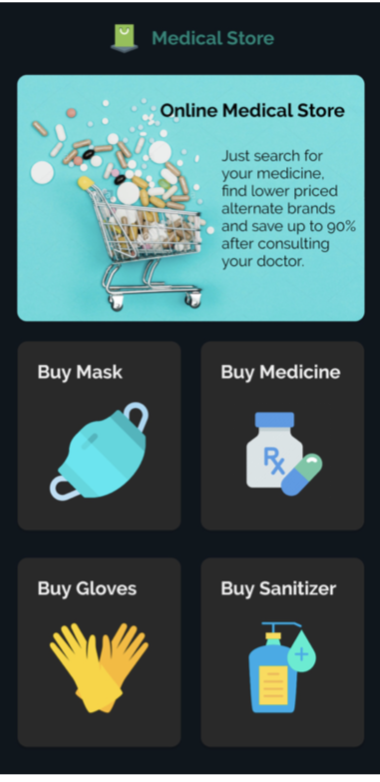 Medical Store
Online Medical Store
Just search for
your medicine,
find lower priced
alternate brands
and save up to 90%
after consulting
your doctor.
Buy Mask
Buy Medicine
Rx
Buy Gloves
Buy Sanitizer